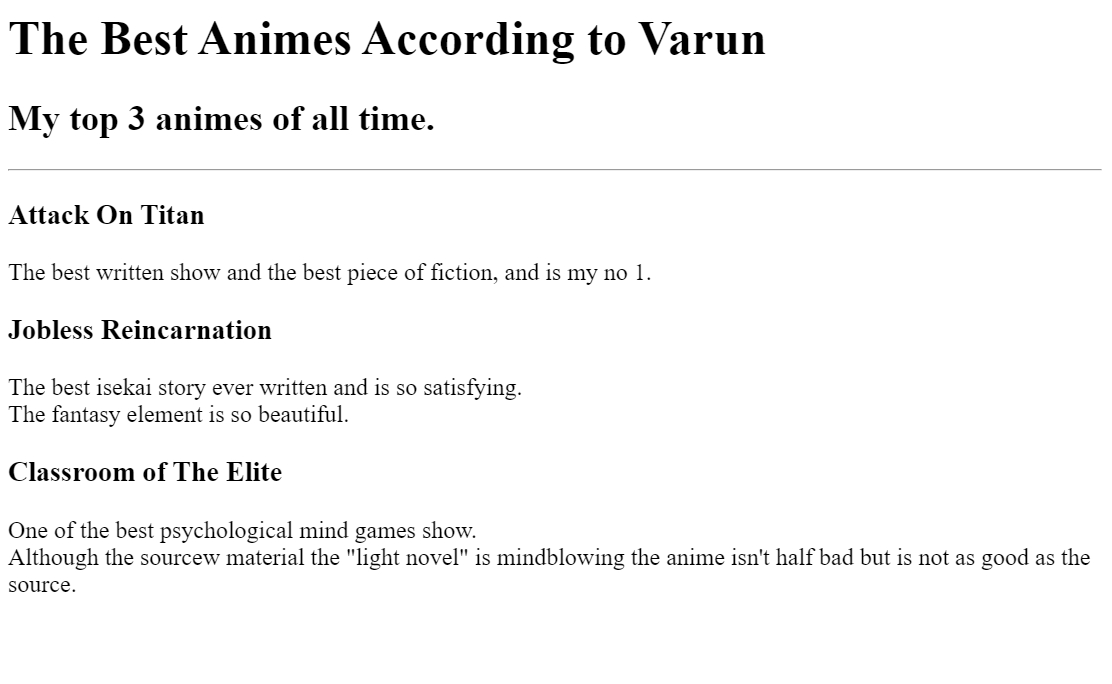 The Best Animes According to Varun
My top 3 animes of all time.
Attack On Titan
The best written show and the best piece of fiction, and is my no 1.
Jobless Reincarnation
The best isekai story ever written and is so satisfying.
The fantasy element is so beautiful.
Classroom of The Elite
One of the best psychological mind games show.
Although the sourcew material the "light novel" is mindblowing the anime isn't half bad but is not as good as the
source.